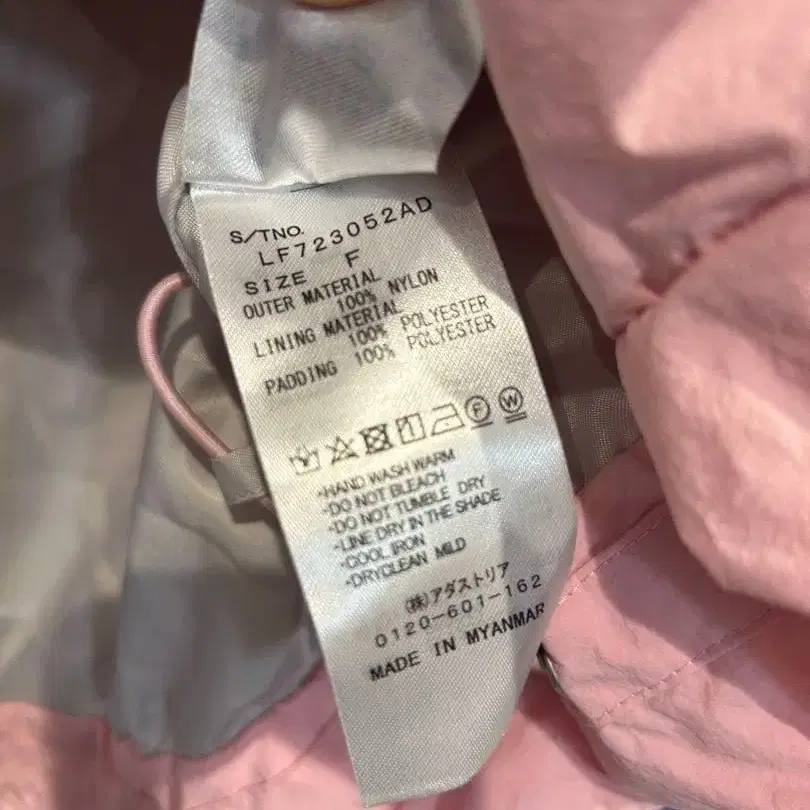 S/TNO.
LF723052AD
SIZE F
OUTER MATERIAL
100% NYLON
LINING MATERIAL
100% POLYESTER
PADDING 100% POLYESTER
F W
-HAND WASH WARM
-DO NOT BLEACH
-DO NOT TUMBLE DRY
-LINE DRY IN THE SHADE
-COOL IRON
-DRYCLEAN MILD
(株)アダストリア
0120-601-162
MADE IN MYANMAR